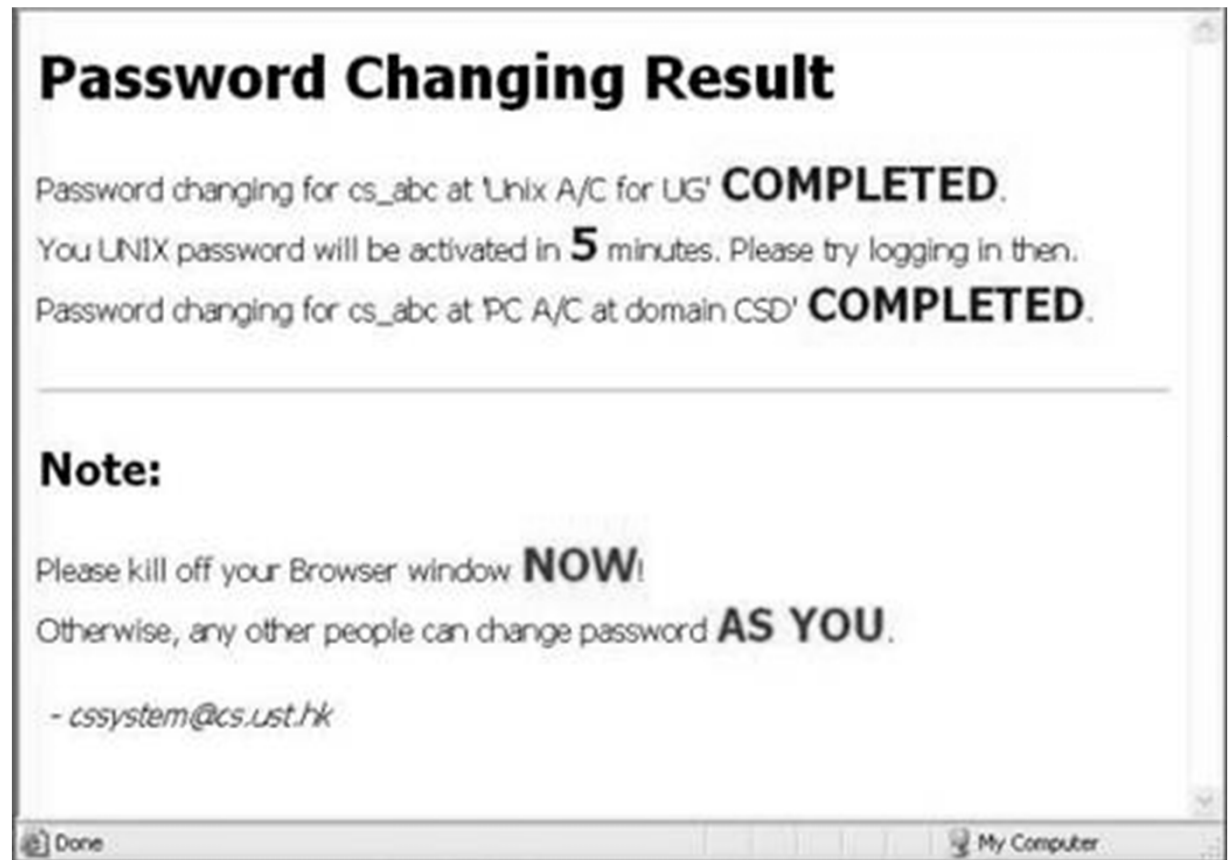 Password Changing Result
Password changing for cs_abc at 'Unix A/C for UG' COMPLETED.
You UNIX password will be activated in 5 minutes. Please try logging in then.
Password changing for cs_abc at 'PC A/C at domain CSD' COMPLETED.
Note:
Please kill off your Browser window NOW!
Otherwise, any other people can change password AS YOU.
- cssystem@cs.ust.hk
Done My Computer